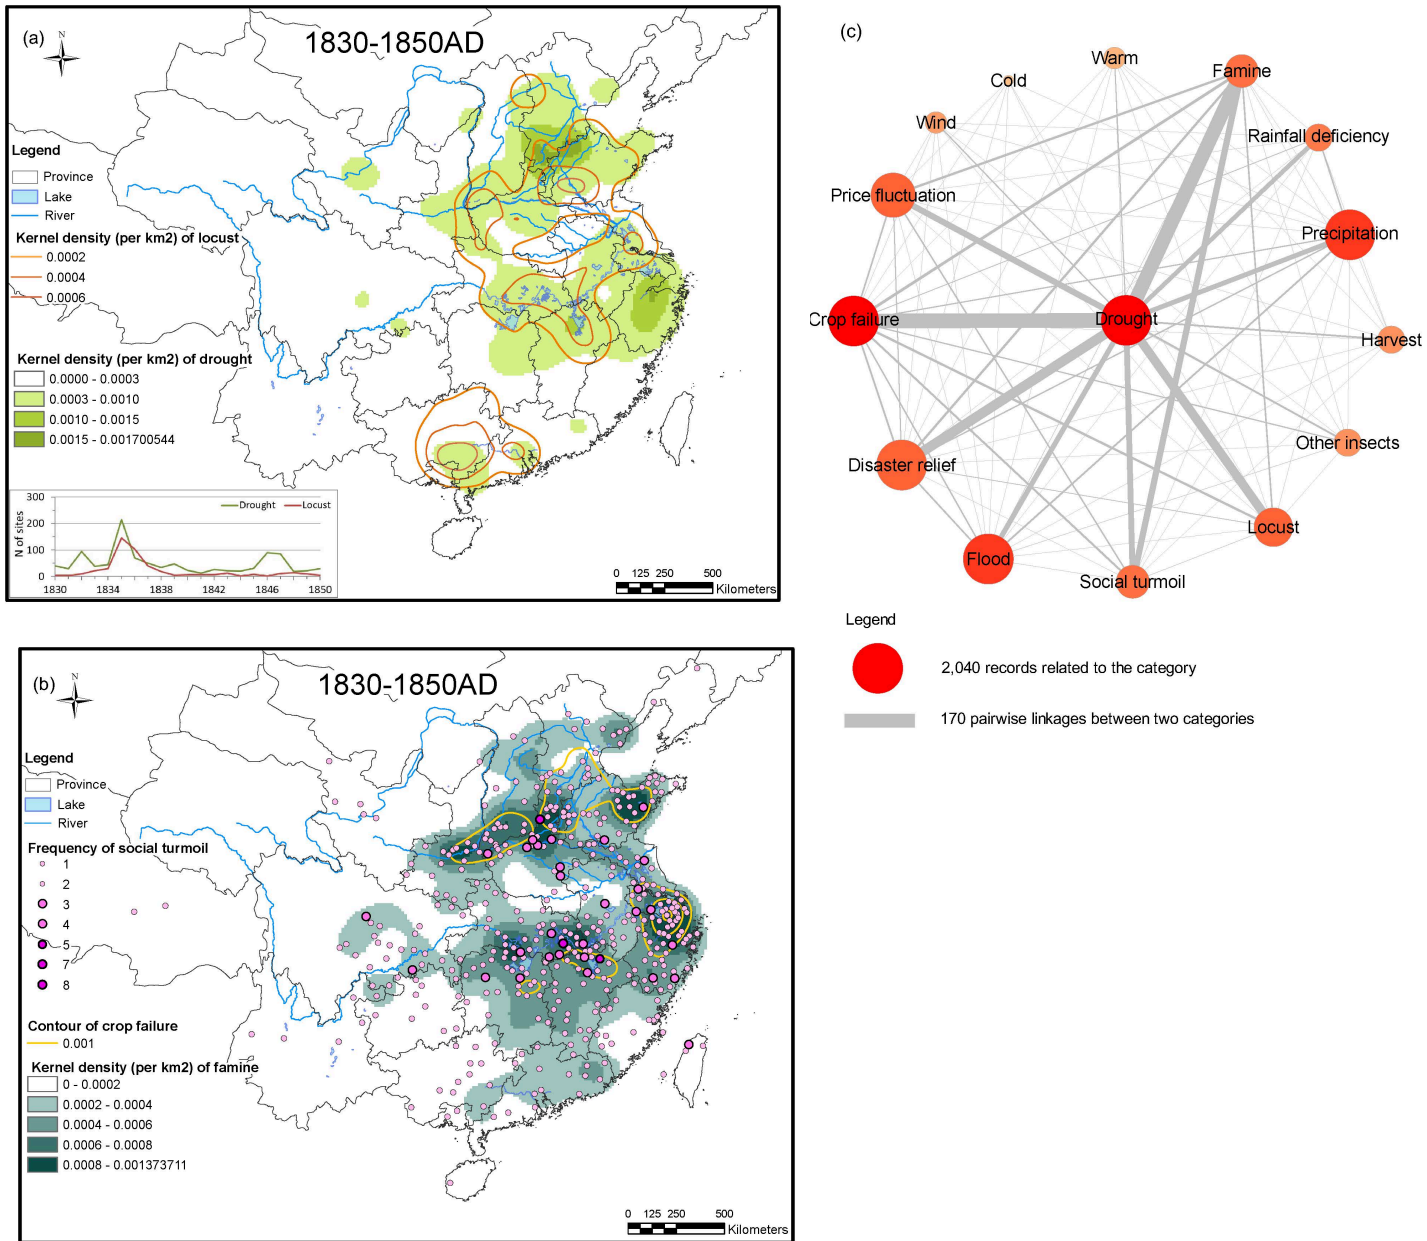 (a)
N
1830-1850AD
Legend
Province
Lake
River
Kernel density (per km2) of locust
0.0002
0.0004
0.0006
Kernel density (per km2) of drought
0.0000 - 0.0003
0.0003 - 0.0010
0.0010 - 0.0015
0.0015 - 0.001700544
N of sites
300
200
100
0
Drought
Locust
1830
1834
1838
1842
1846
1850
0 125 250 500
Kilometers
(c)
Warm
Cold
Famine
Wind
Rainfall deficiency
Price fluctuation
Precipitation
Crop failure
Drought
Harvest
Other insects
Disaster relief
Locust
Flood
Social turmoil
Legend
2,040 records related to the category
170 pairwise linkages between two categories
(b)
N
1830-1850AD
Legend
Province
Lake
River
Frequency of social turmoil
1
2
3
4
5
7
8
Contour of crop failure
0.001
Kernel density (per km2) of famine
0 - 0.0002
0.0002 - 0.0004
0.0004 - 0.0006
0.0006 - 0.0008
0.0008 - 0.001373711
0 125 250 500
Kilometers